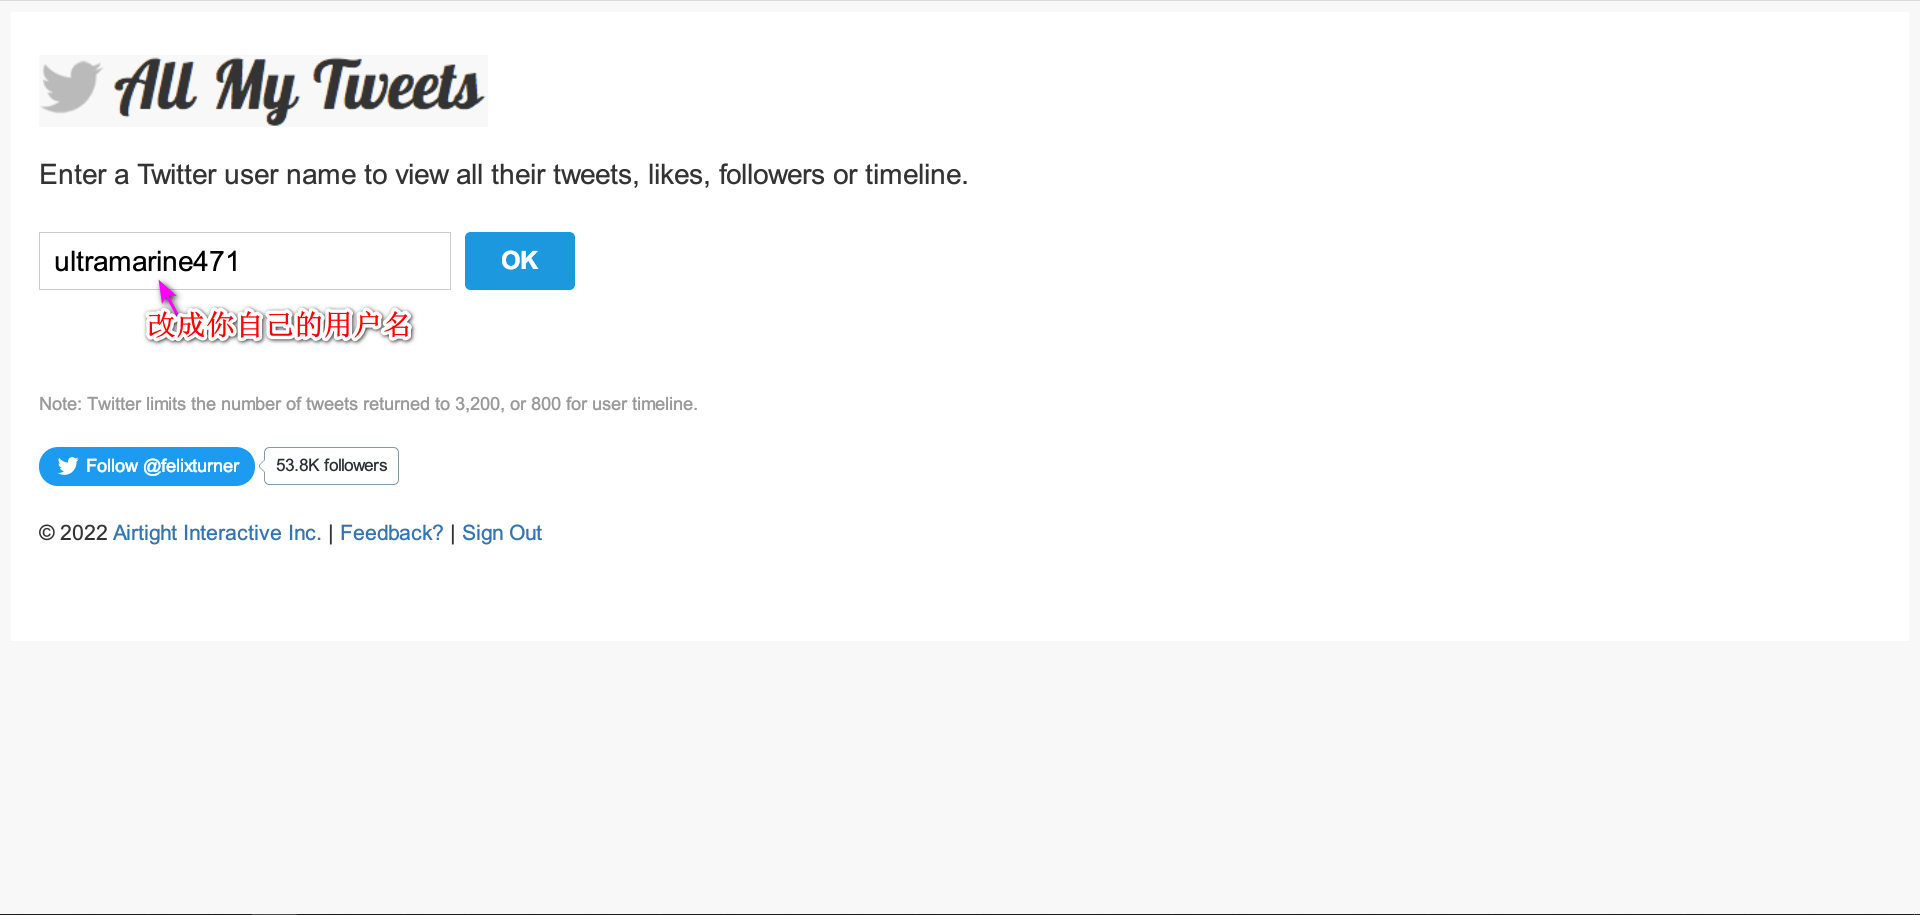 All My Tweets
Enter a Twitter user name to view all their tweets, likes, followers or timeline.
ultramarine471
OK
改成你自己的用户名
Note: Twitter limits the number of tweets returned to 3,200, or 800 for user timeline.
Follow @felixturner 53.8K followers
© 2022 Airtight Interactive Inc. | Feedback? | Sign Out